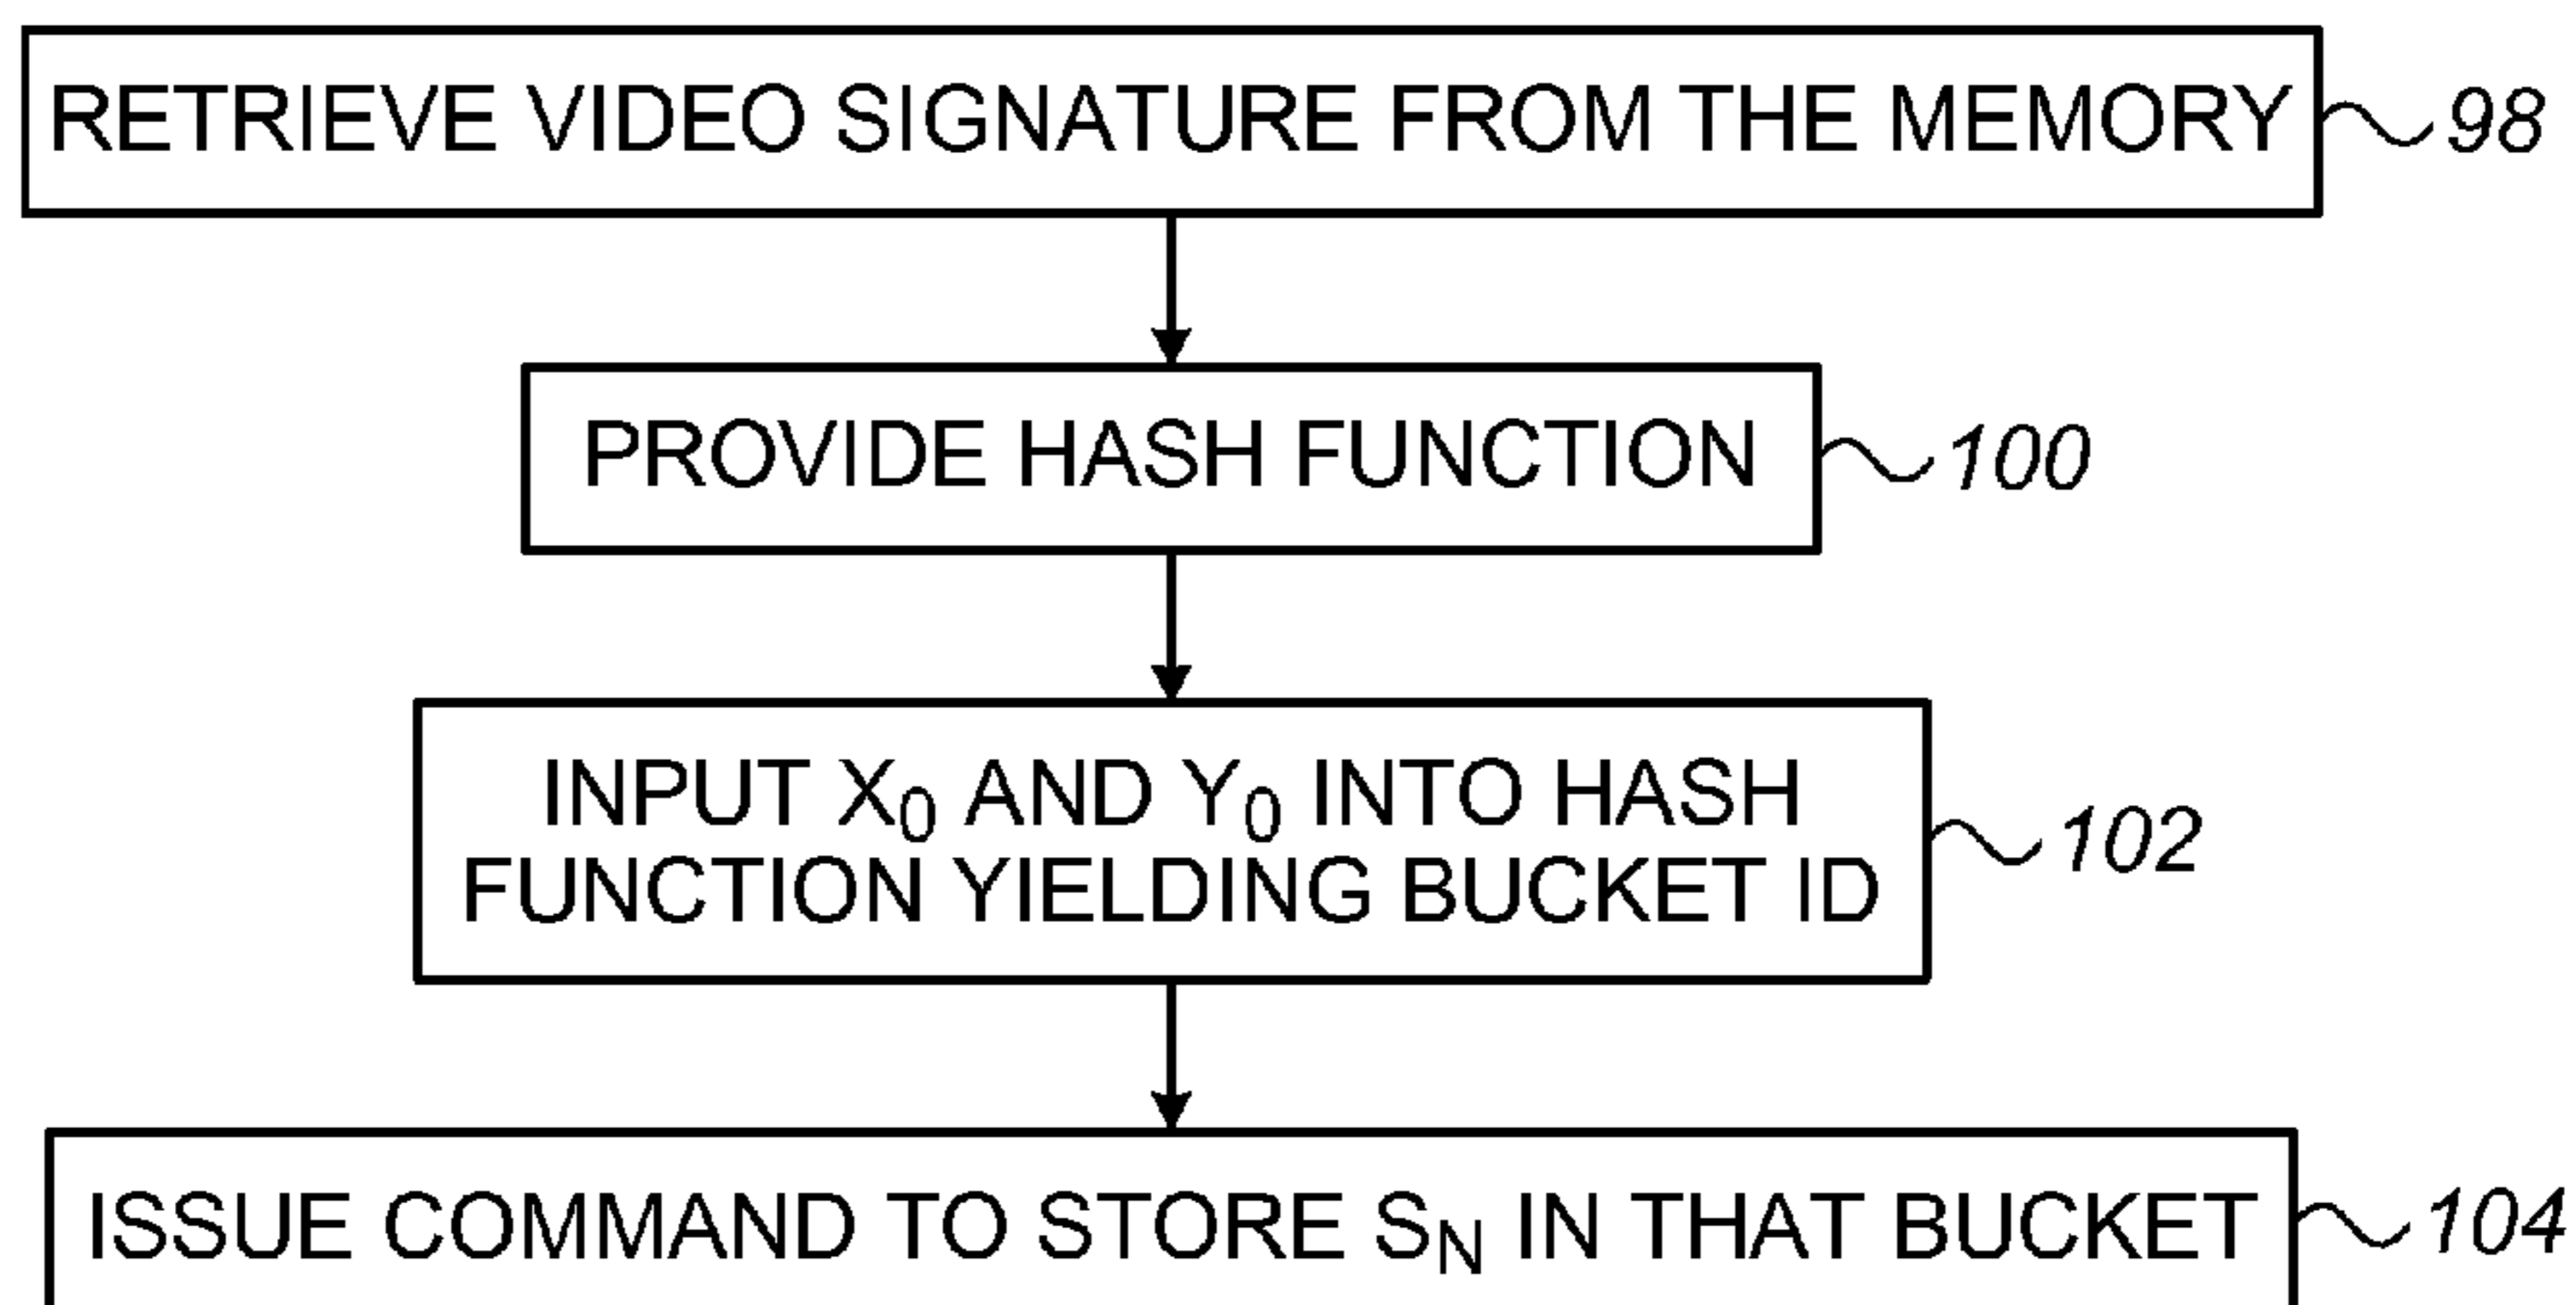 RETRIEVE VIDEO SIGNATURE FROM THE MEMORY 98
PROVIDE HASH FUNCTION 100
INPUT X₀ AND Y₀ INTO HASH
FUNCTION YIELDING BUCKET ID 102
ISSUE COMMAND TO STORE S_N IN THAT BUCKET 104